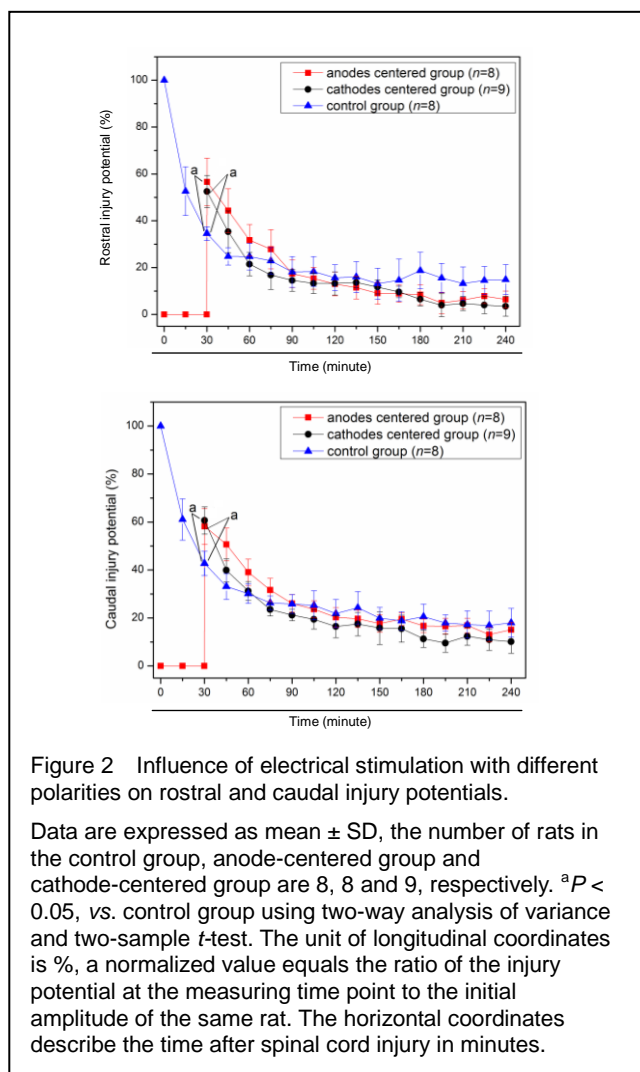 anodes centered group (n=8)
cathodes centered group (n=9)
control group (n=8)
Rostral injury potential (%)
100
80
60
40
20
0
a
a
0 30 60 90 120 150 180 210 240
Time (minute)
anodes centered group (n=8)
cathodes centered group (n=9)
control group (n=8)
Caudal injury potential (%)
100
80
60
40
20
0
a
a
0 30 60 90 120 150 180 210 240
Time (minute)
Figure 2 Influence of electrical stimulation with different
polarities on rostral and caudal injury potentials.
Data are expressed as mean ± SD, the number of rats in
the control group, anode-centered group and
cathode-centered group are 8, 8 and 9, respectively. ᵃP <
0.05, vs. control group using two-way analysis of variance
and two-sample t-test. The unit of longitudinal coordinates
is %, a normalized value equals the ratio of the injury
potential at the measuring time point to the initial
amplitude of the same rat. The horizontal coordinates
describe the time after spinal cord injury in minutes.